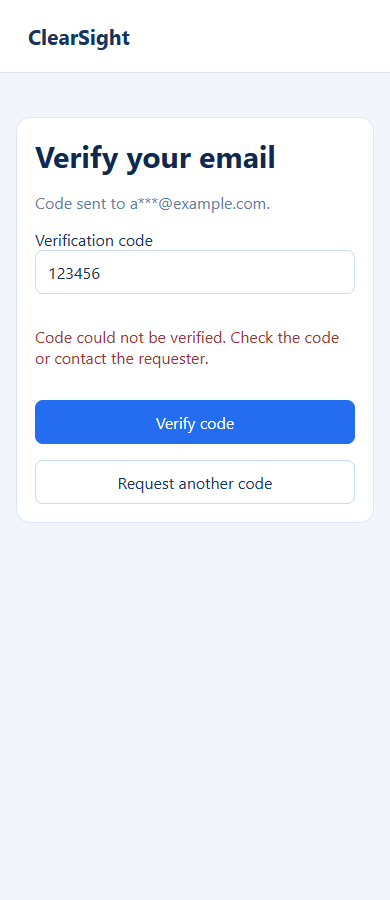 ClearSight
Verify your email
Code sent to a***@example.com.
Verification code
123456
Code could not be verified. Check the code
or contact the requester.
Verify code
Request another code